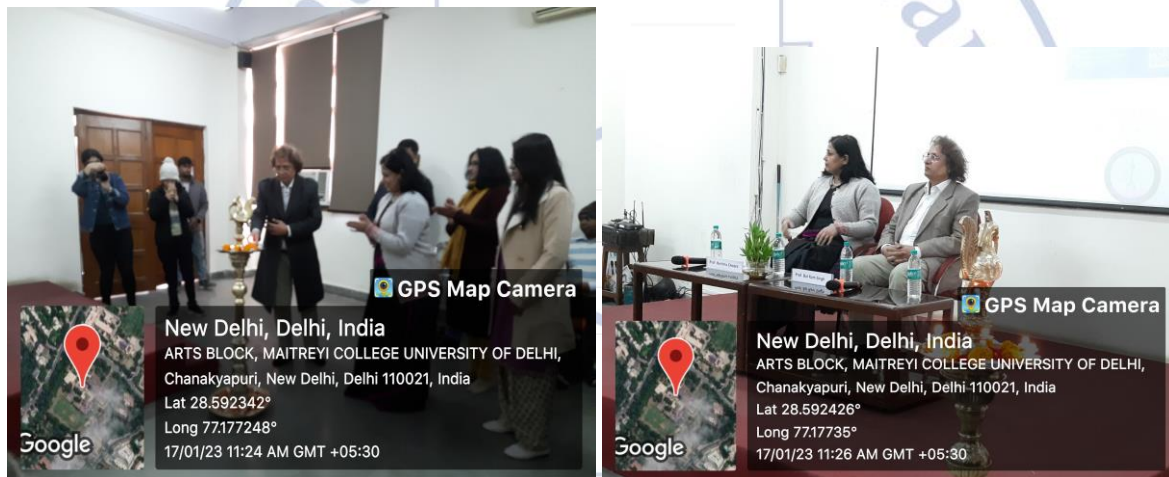 GPS Map Camera
New Delhi, Delhi, India
ARTS BLOCK, MAITREYI COLLEGE UNIVERSITY OF DELHI,
Chanakyapuri, New Delhi, Delhi 110021, India
Lat 28.592342°
Long 77.177248°
17/01/23 11:24 AM GMT +05:30
Google
GPS Map Camera
New Delhi, Delhi, India
ARTS BLOCK, MAITREYI COLLEGE UNIVERSITY OF DELHI,
Chanakyapuri, New Delhi, Delhi 110021, India
Lat 28.592426°
Long 77.17735°
17/01/23 11:26 AM GMT +05:30
Google